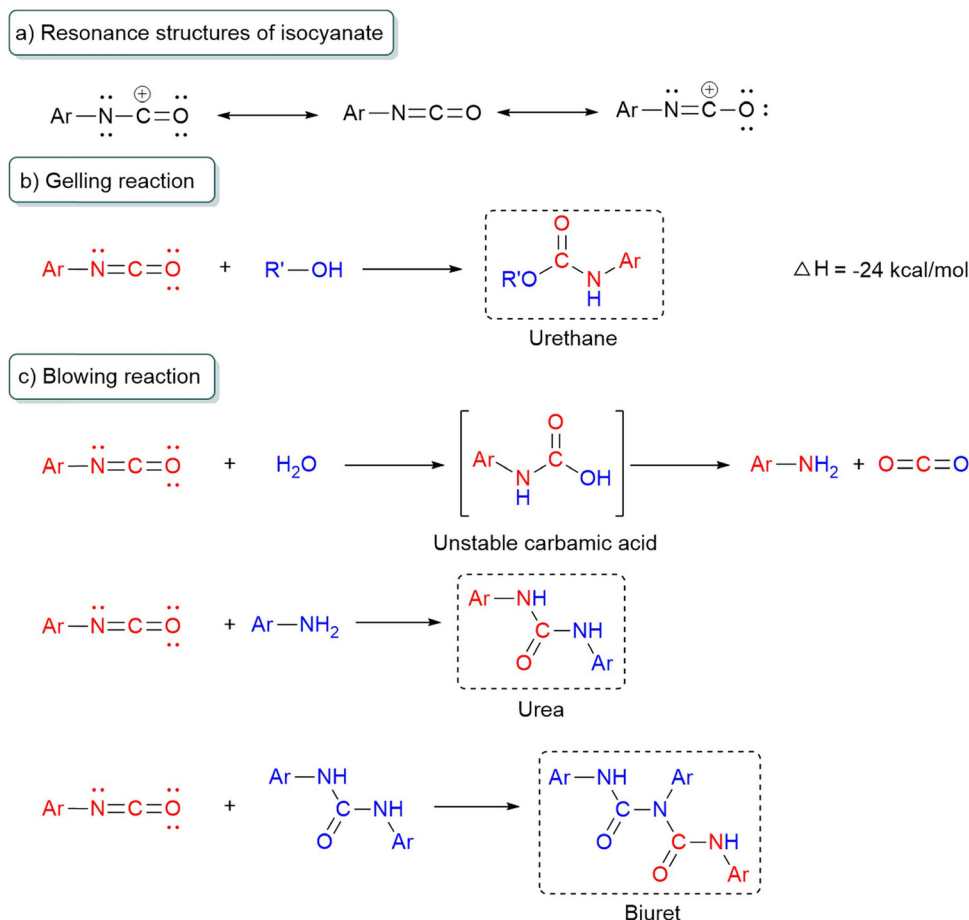 a) Resonance structures of isocyanate
Ar–N–C=O ⊕ ⟷ Ar–N=C=O ⟷ Ar–N=C–O ⊕
b) Gelling reaction
Ar–N=C=O + R'–OH → R'O C O N H Ar
△H = -24 kcal/mol
Urethane
c) Blowing reaction
Ar–N=C=O + H₂O → Ar N H C O OH → Ar–NH₂ + O=C=O
Unstable carbamic acid
Ar–N=C=O + Ar–NH₂ → Ar–NH C O NH Ar
Urea
Ar–N=C=O + Ar–NH C O NH Ar → Ar–NH C O N Ar C O NH Ar
Biuret